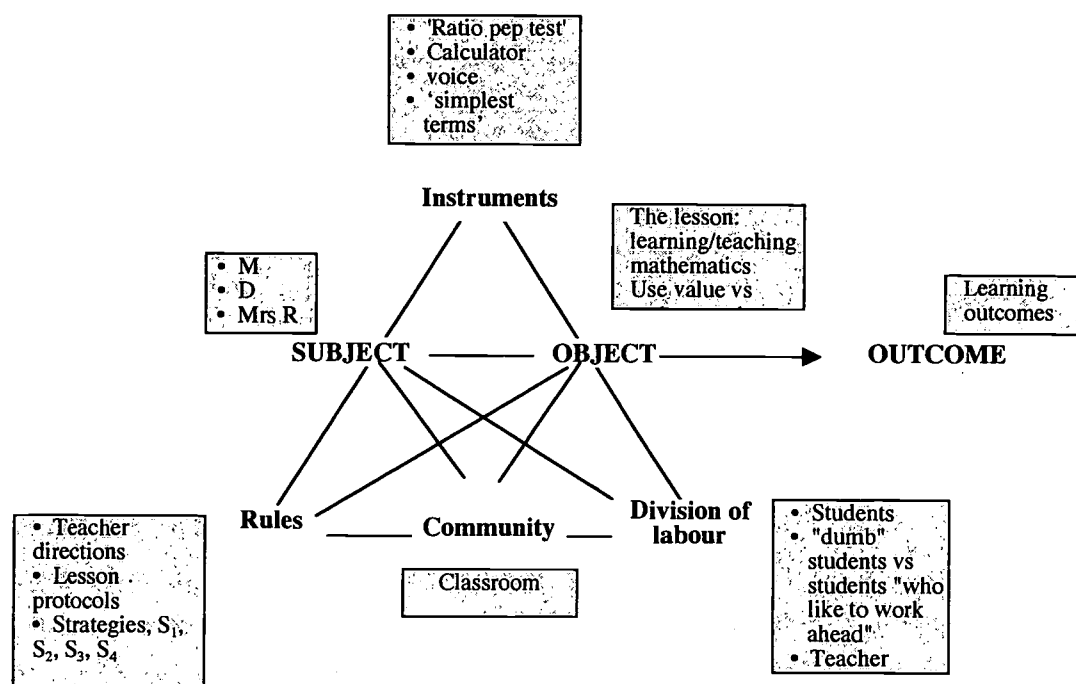 • 'Ratio pep test'
• Calculator
• voice
• 'simplest
terms'
Instruments
The lesson:
learning/teaching
mathematics
Use value vs
• M
• D
• Mrs R
Learning
outcomes
SUBJECT
OBJECT
OUTCOME
Rules
Community
Division of
labour
• Teacher
directions
• Lesson
protocols
• Strategies, S₁,
S₂, S₃, S₄
Classroom
• Students
• "dumb"
students vs
students "who
like to work
ahead"
• Teacher